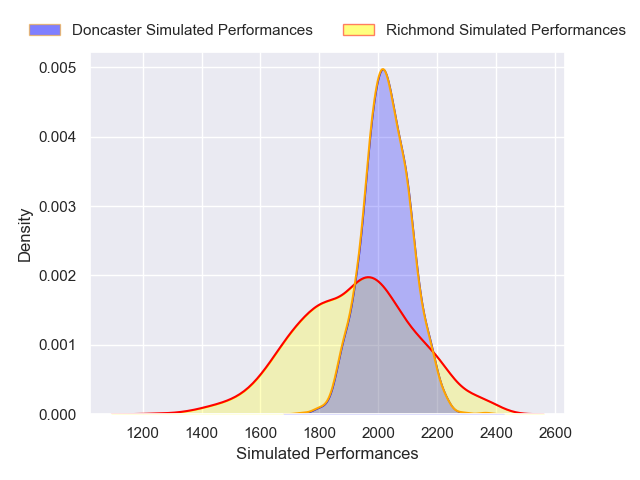 Doncaster Simulated Performances
Richmond Simulated Performances
0.005
0.004
0.003
0.002
0.001
0.000
Density
1200 1400 1600 1800 2000 2200 2400 2600
Simulated Performances